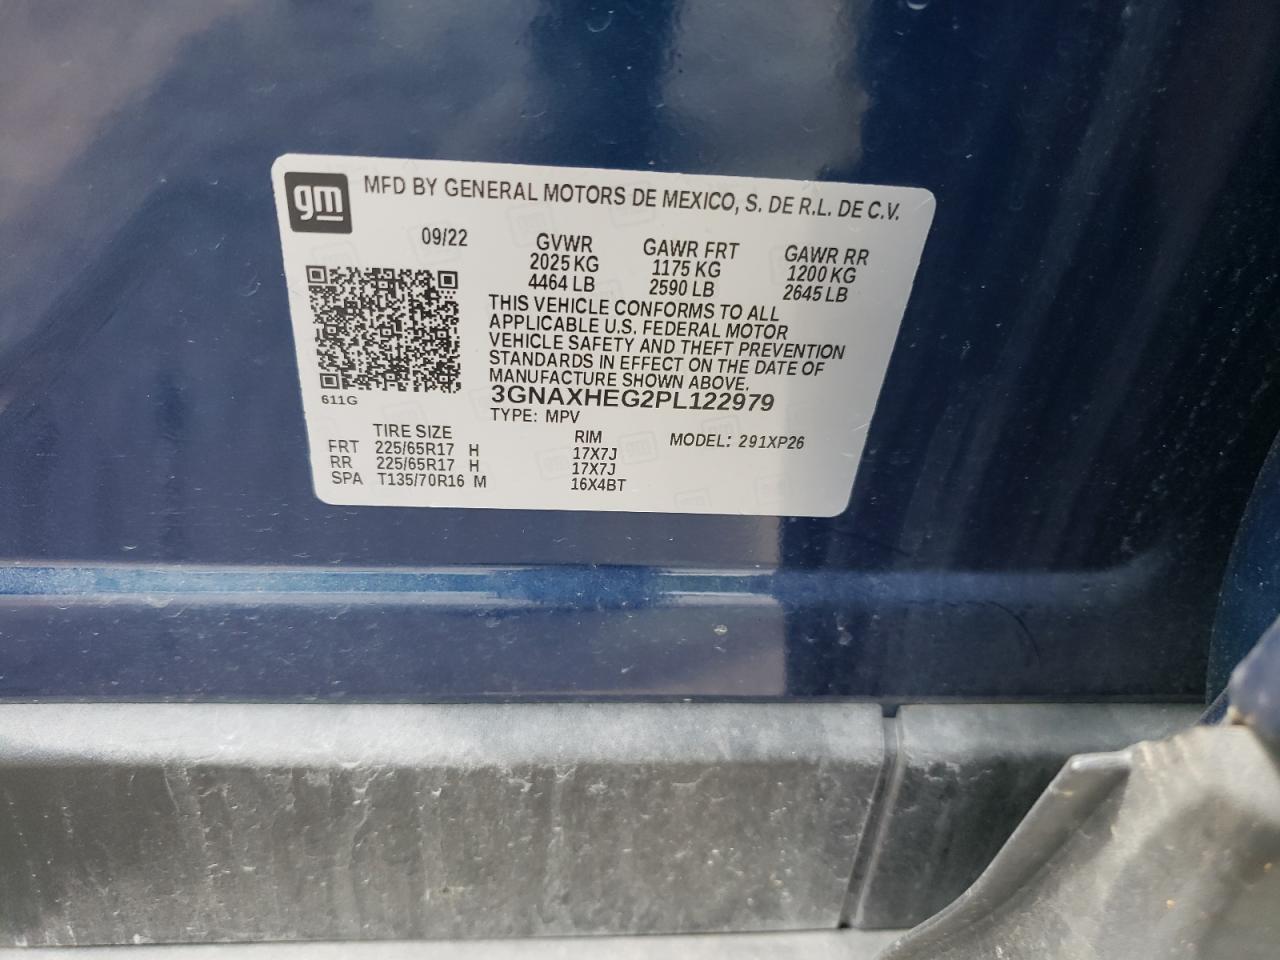 gm
MFD BY GENERAL MOTORS DE MEXICO, S. DE R.L. DE C.V.
09/22 GVWR GAWR FRT GAWR RR
2025 KG 1175 KG 1200 KG
4464 LB 2590 LB 2645 LB
THIS VEHICLE CONFORMS TO ALL
APPLICABLE U.S. FEDERAL MOTOR
VEHICLE SAFETY AND THEFT PREVENTION
STANDARDS IN EFFECT ON THE DATE OF
MANUFACTURE SHOWN ABOVE.
611G
3GNAXHEG2PL122979
TYPE: MPV
TIRE SIZE RIM MODEL: 291XP26
FRT 225/65R17 H 17X7J
RR 225/65R17 H 17X7J
SPA T135/70R16 M 16X4BT